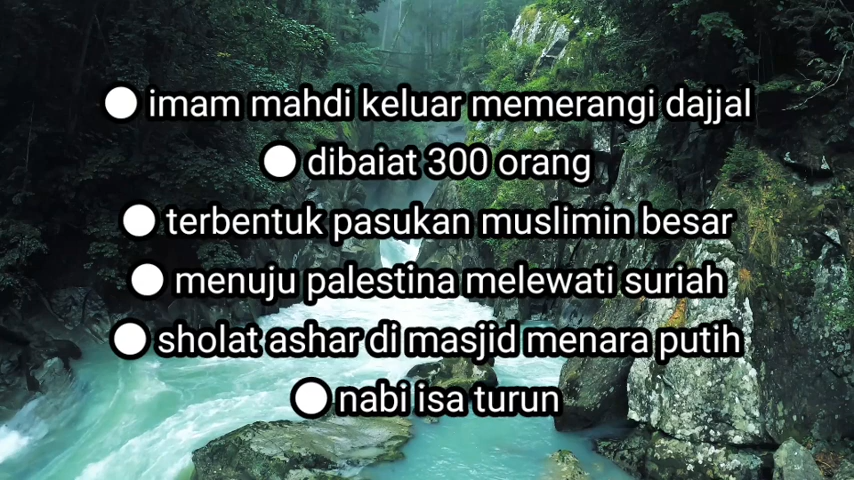 ● imam mahdi keluar memerangi dajjal
● dibaiat 300 orang
● terbentuk pasukan muslimin besar
● menuju palestina melewati suriah
● sholat ashar di masjid menara putih
● nabi isa turun